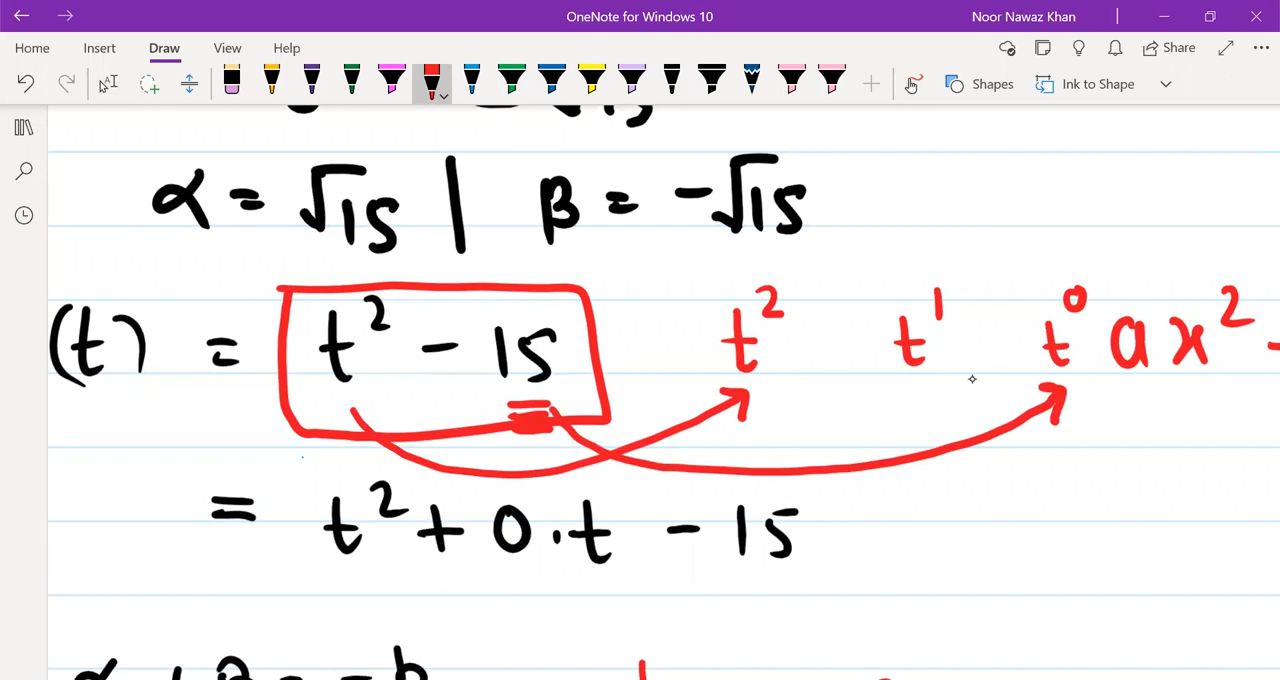 OneNote for Windows 10
Noor Nawaz Khan
Home Insert Draw View Help
Share
Shapes
Ink to Shape
α = √15 | β = -√15
(t) = t² - 15 t² t¹ t⁰ ax² -
= t² + 0.t - 15
α + β = -b